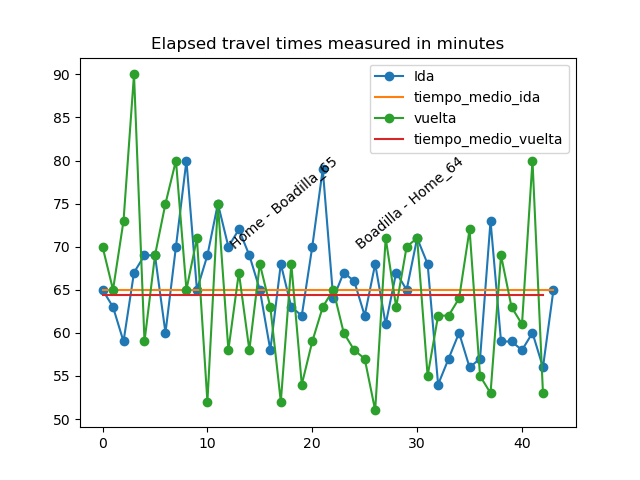 Elapsed travel times measured in minutes
90
85
80
75
70
65
60
55
50
Ida
tiempo_medio_ida
vuelta
tiempo_medio_vuelta
Home - Boadilla_65
Boadilla - Home_64
0
10
20
30
40